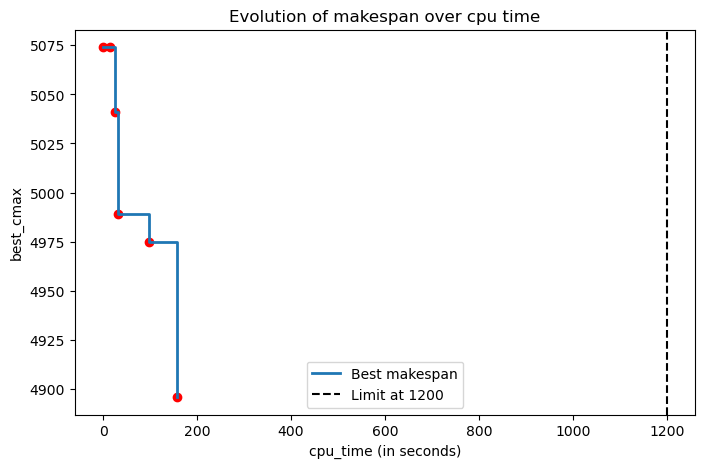 Evolution of makespan over cpu time
best_cmax
5075
5050
5025
5000
4975
4950
4925
4900
Best makespan
Limit at 1200
0 200 400 600 800 1000 1200
cpu_time (in seconds)